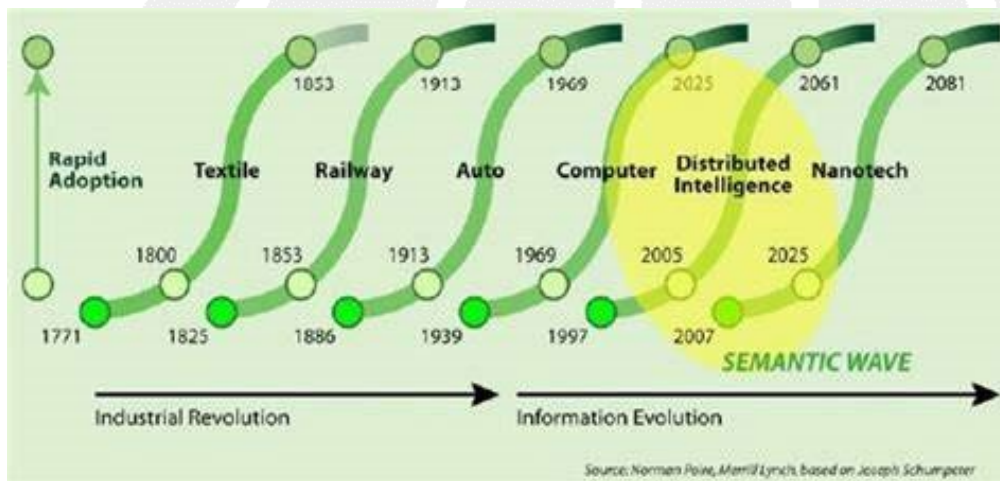 1853 1913 1969 2025 2061 2081
Rapid
Adoption
Textile Railway Auto Computer Distributed
Intelligence Nanotech
1800 1853 1913 1969 2005 2025
1771 1825 1886 1939 1997 2007
SEMANTIC WAVE
Industrial Revolution Information Evolution
Source: Norman Poire, Merrill Lynch, based on Joseph Schumpeter